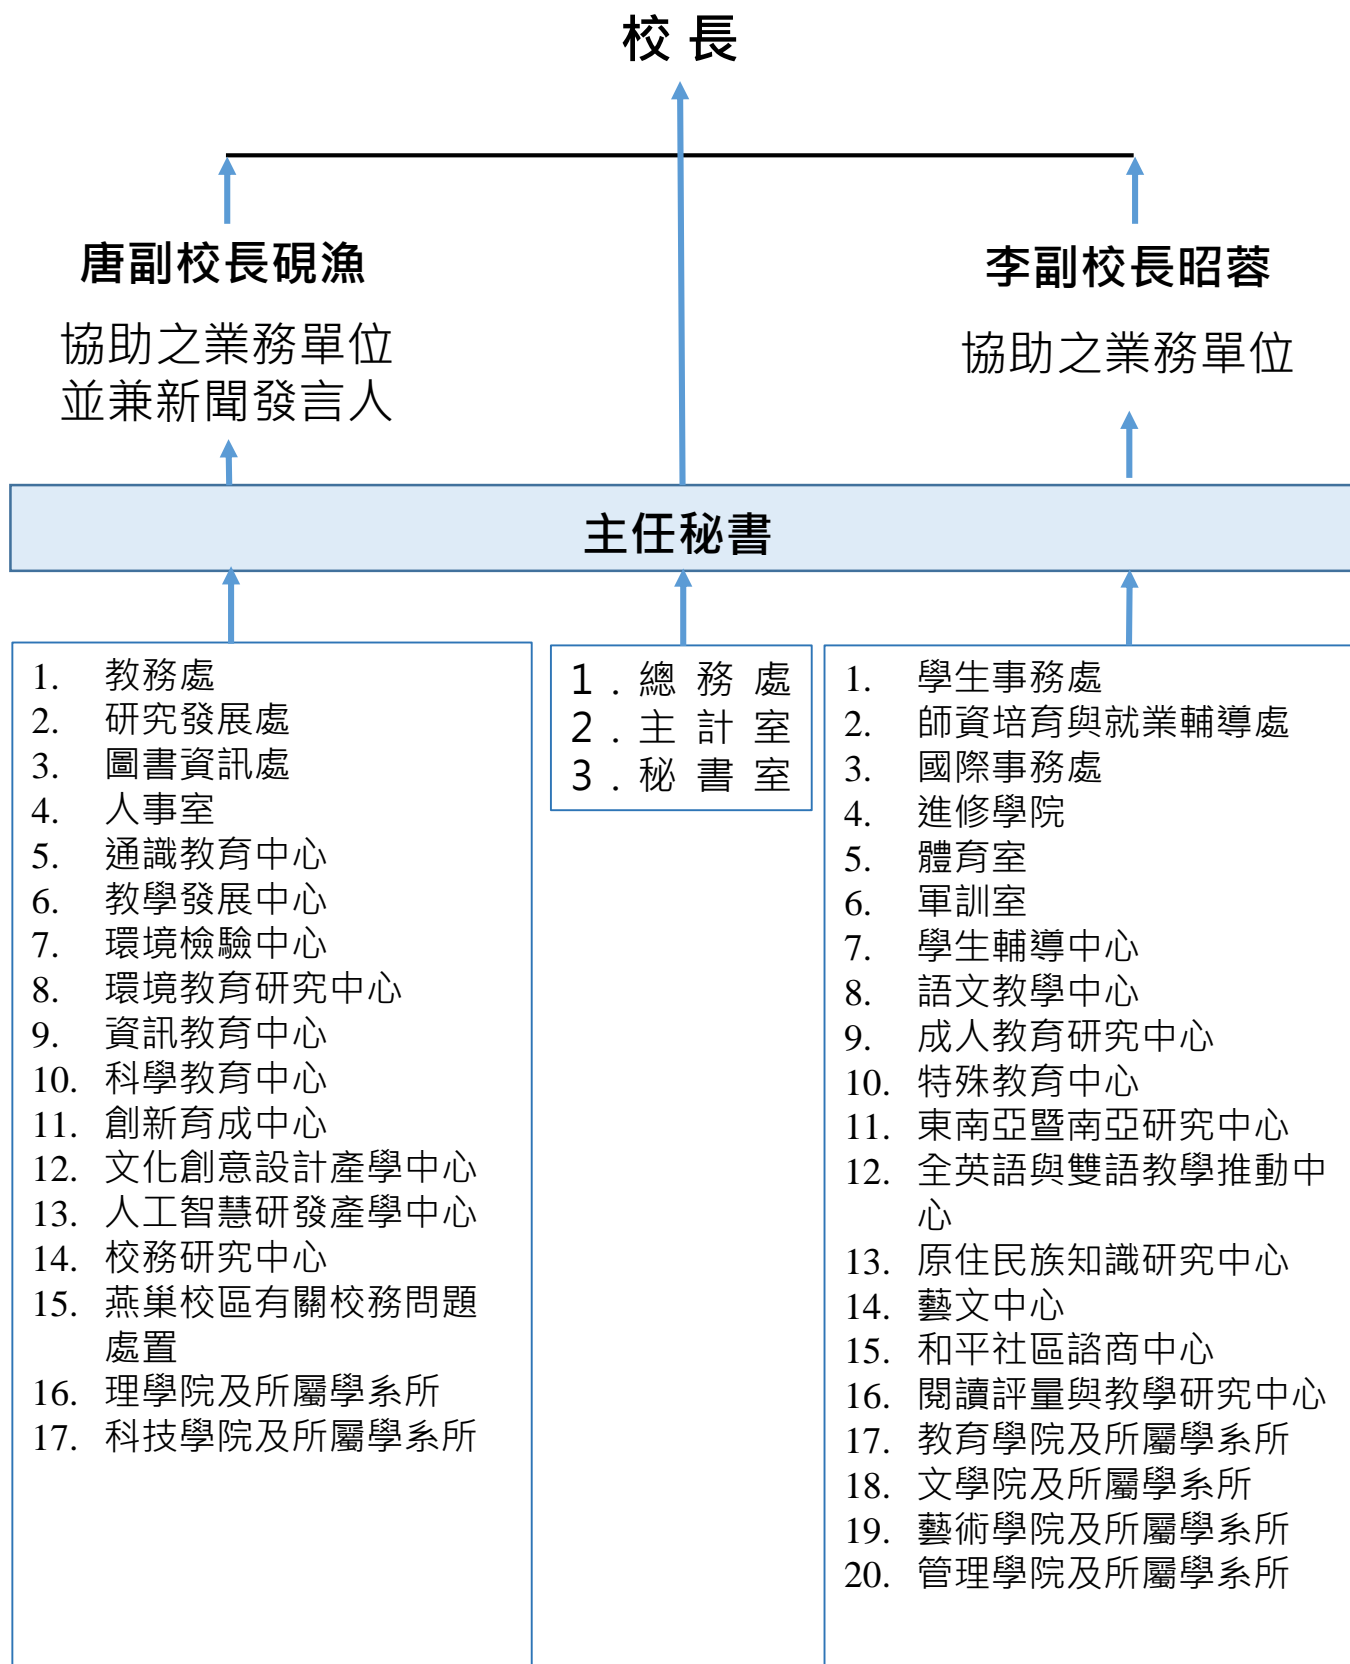 校 長
唐副校長硯漁
協助之業務單位
並兼新聞發言人
李副校長昭蓉
協助之業務單位
主任秘書
1. 教務處
2. 研究發展處
3. 圖書資訊處
4. 人事室
5. 通識教育中心
6. 教學發展中心
7. 環境檢驗中心
8. 環境教育研究中心
9. 資訊教育中心
10. 科學教育中心
11. 創新育成中心
12. 文化創意設計產學中心
13. 人工智慧研發產學中心
14. 校務研究中心
15. 燕巢校區有關校務問題
處置
16. 理學院及所屬學系所
17. 科技學院及所屬學系所
1 . 總 務 處
2 . 主 計 室
3 . 秘 書 室
1. 學生事務處
2. 師資培育與就業輔導處
3. 國際事務處
4. 進修學院
5. 體育室
6. 軍訓室
7. 學生輔導中心
8. 語文教學中心
9. 成人教育研究中心
10. 特殊教育中心
11. 東南亞暨南亞研究中心
12. 全英語與雙語教學推動中
心
13. 原住民族知識研究中心
14. 藝文中心
15. 和平社區諮商中心
16. 閱讀評量與教學研究中心
17. 教育學院及所屬學系所
18. 文學院及所屬學系所
19. 藝術學院及所屬學系所
20. 管理學院及所屬學系所